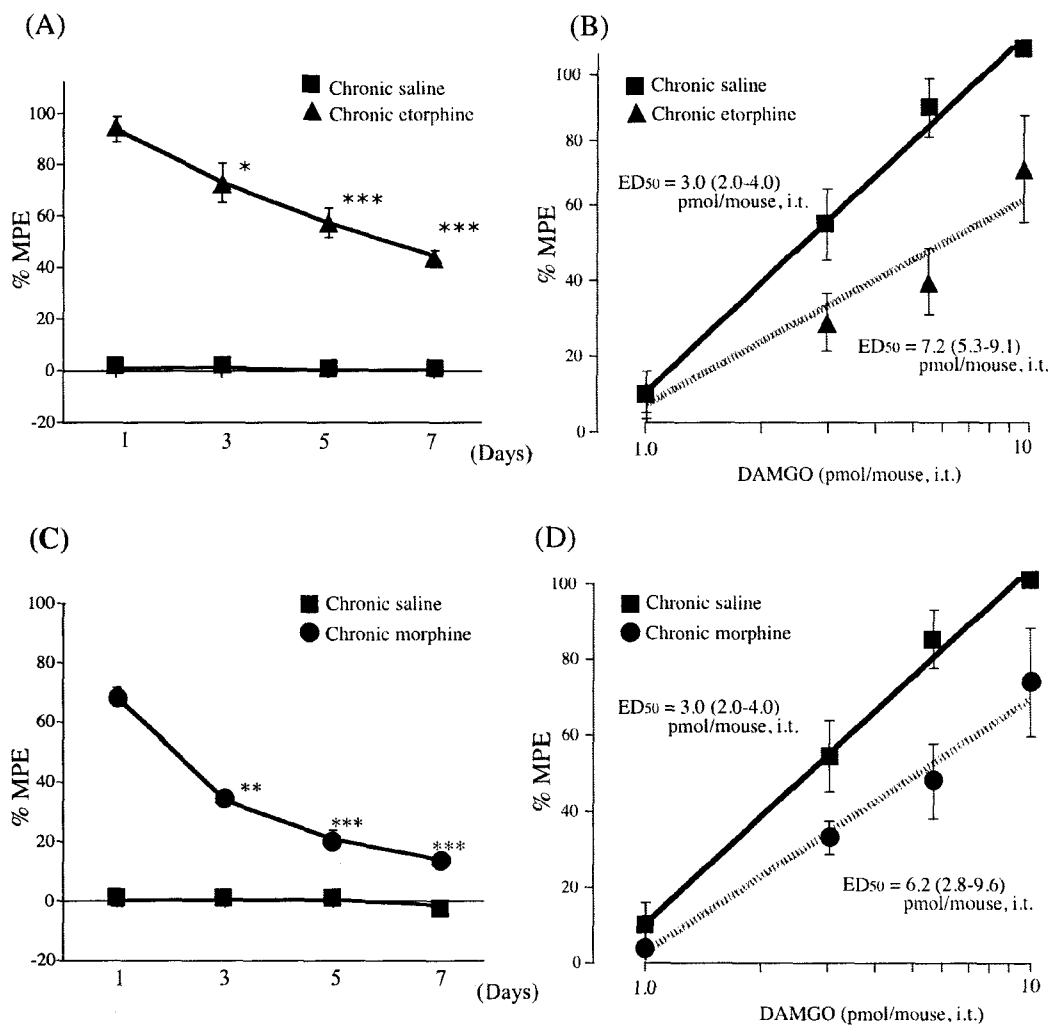 (A)
Chronic saline
Chronic etorphine
% MPE
100
80
60
40
20
0
-20
*
***
***
1 3 5 7
(Days)
(B)
Chronic saline
Chronic etorphine
ED50 = 3.0 (2.0-4.0)
pmol/mouse, i.t.
ED50 = 7.2 (5.3-9.1)
pmol/mouse, i.t.
% MPE
100
80
60
40
20
0
1.0 10
DAMGO (pmol/mouse, i.t.)
(C)
Chronic saline
Chronic morphine
% MPE
100
80
60
40
20
0
-20
**
***
***
1 3 5 7
(Days)
(D)
Chronic saline
Chronic morphine
ED50 = 3.0 (2.0-4.0)
pmol/mouse, i.t.
ED50 = 6.2 (2.8-9.6)
pmol/mouse, i.t.
% MPE
100
80
60
40
20
0
1.0 10
DAMGO (pmol/mouse, i.t.)